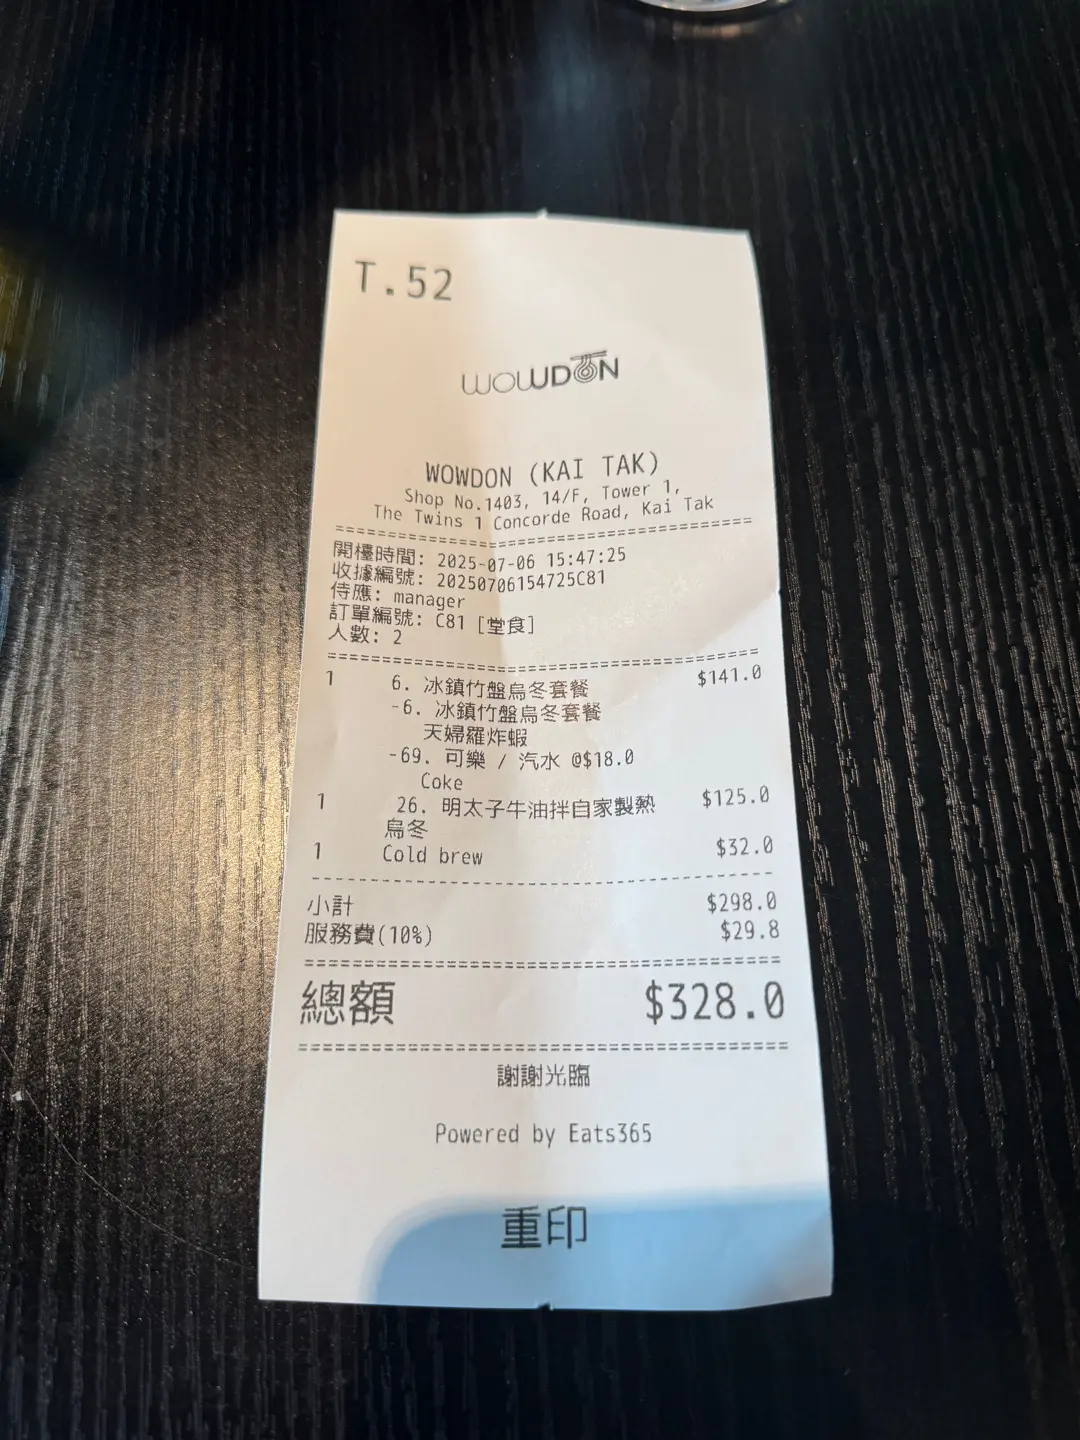 T.52
WOWDON
WOWDON (KAI TAK)
Shop No.1403, 14/F, Tower 1,
The Twins 1 Concorde Road, Kai Tak
==================================================
開檯時間: 2025-07-06 15:47:25
收據編號: 20250706154725C81
侍應: manager
訂單編號: C81 [堂食]
人數: 2
==================================================
1 6. 冰鎮竹盤烏冬套餐 $141.0
-6. 冰鎮竹盤烏冬套餐
天婦羅炸蝦
-69. 可樂 / 汽水 @$18.0
Coke
1 26. 明太子牛油拌自家製熱 $125.0
烏冬
1 Cold brew $32.0
--------------------------------------------------
小計 $298.0
服務費(10%) $29.8
==================================================
總額 $328.0
==================================================
謝謝光臨
Powered by Eats365
重印